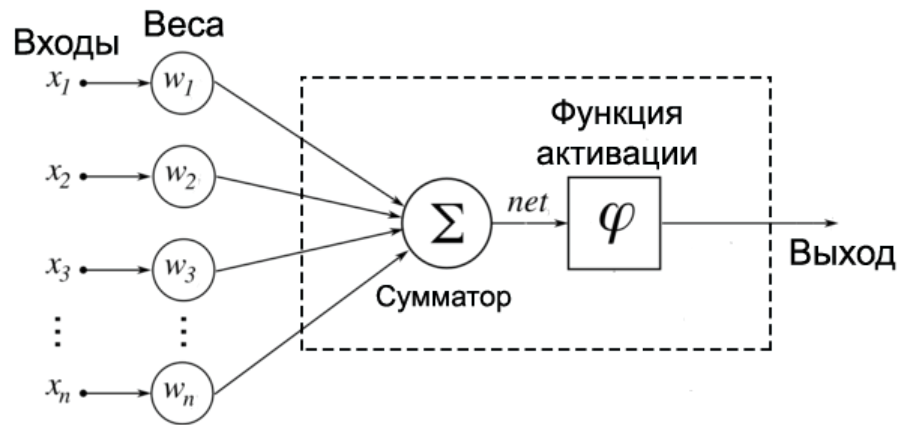 Входы
Веса
x1
w1
x2
w2
x3
w3
⋮
⋮
xn
wn
Σ
Сумматор
net
Функция
активации
φ
Выход